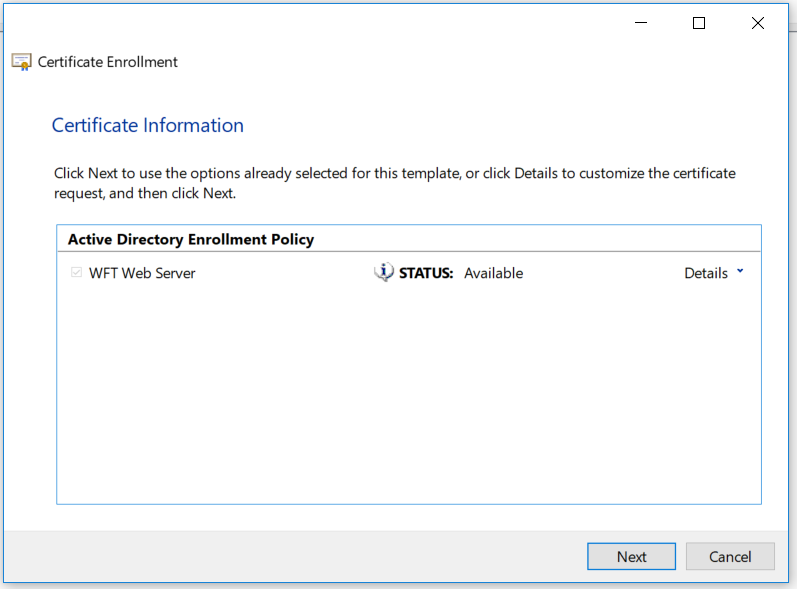 Certificate Enrollment
Certificate Information
Click Next to use the options already selected for this template, or click Details to customize the certificate
request, and then click Next.
Active Directory Enrollment Policy
WFT Web Server STATUS: Available Details
Next Cancel